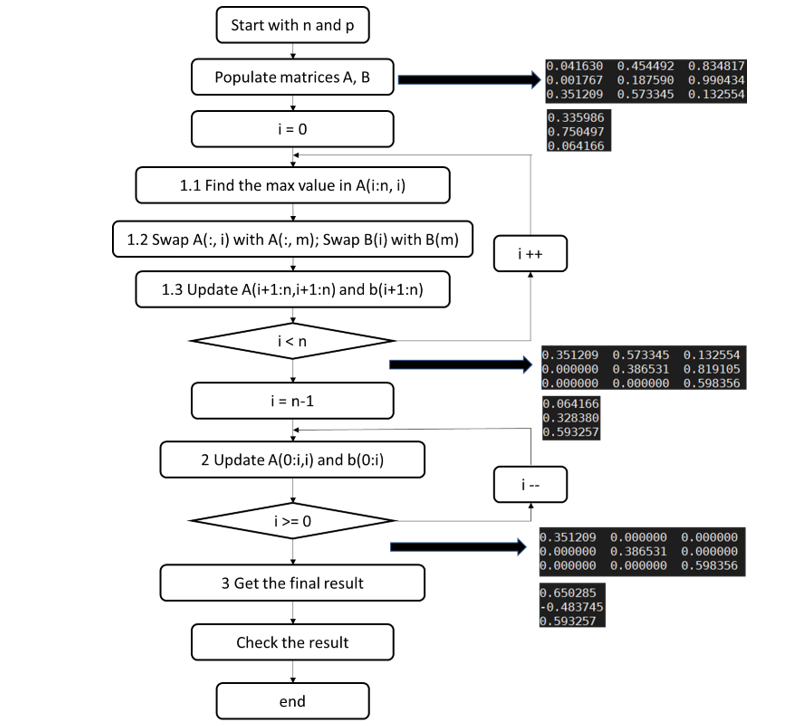 Start with n and p
Populate matrices A, B
0.041630 0.454492 0.834817
0.001767 0.187590 0.990434
0.351209 0.573345 0.132554
0.335986
0.750497
0.064166
i = 0
1.1 Find the max value in A(i:n, i)
1.2 Swap A(:, i) with A(:, m); Swap B(i) with B(m)
i ++
1.3 Update A(i+1:n,i+1:n) and b(i+1:n)
i < n
0.351209 0.573345 0.132554
0.000000 0.386531 0.819105
0.000000 0.000000 0.598356
0.064166
0.328380
0.593257
i = n-1
2 Update A(0:i,i) and b(0:i)
i --
i >= 0
0.351209 0.000000 0.000000
0.000000 0.386531 0.000000
0.000000 0.000000 0.598356
0.650285
-0.483745
0.593257
3 Get the final result
Check the result
end